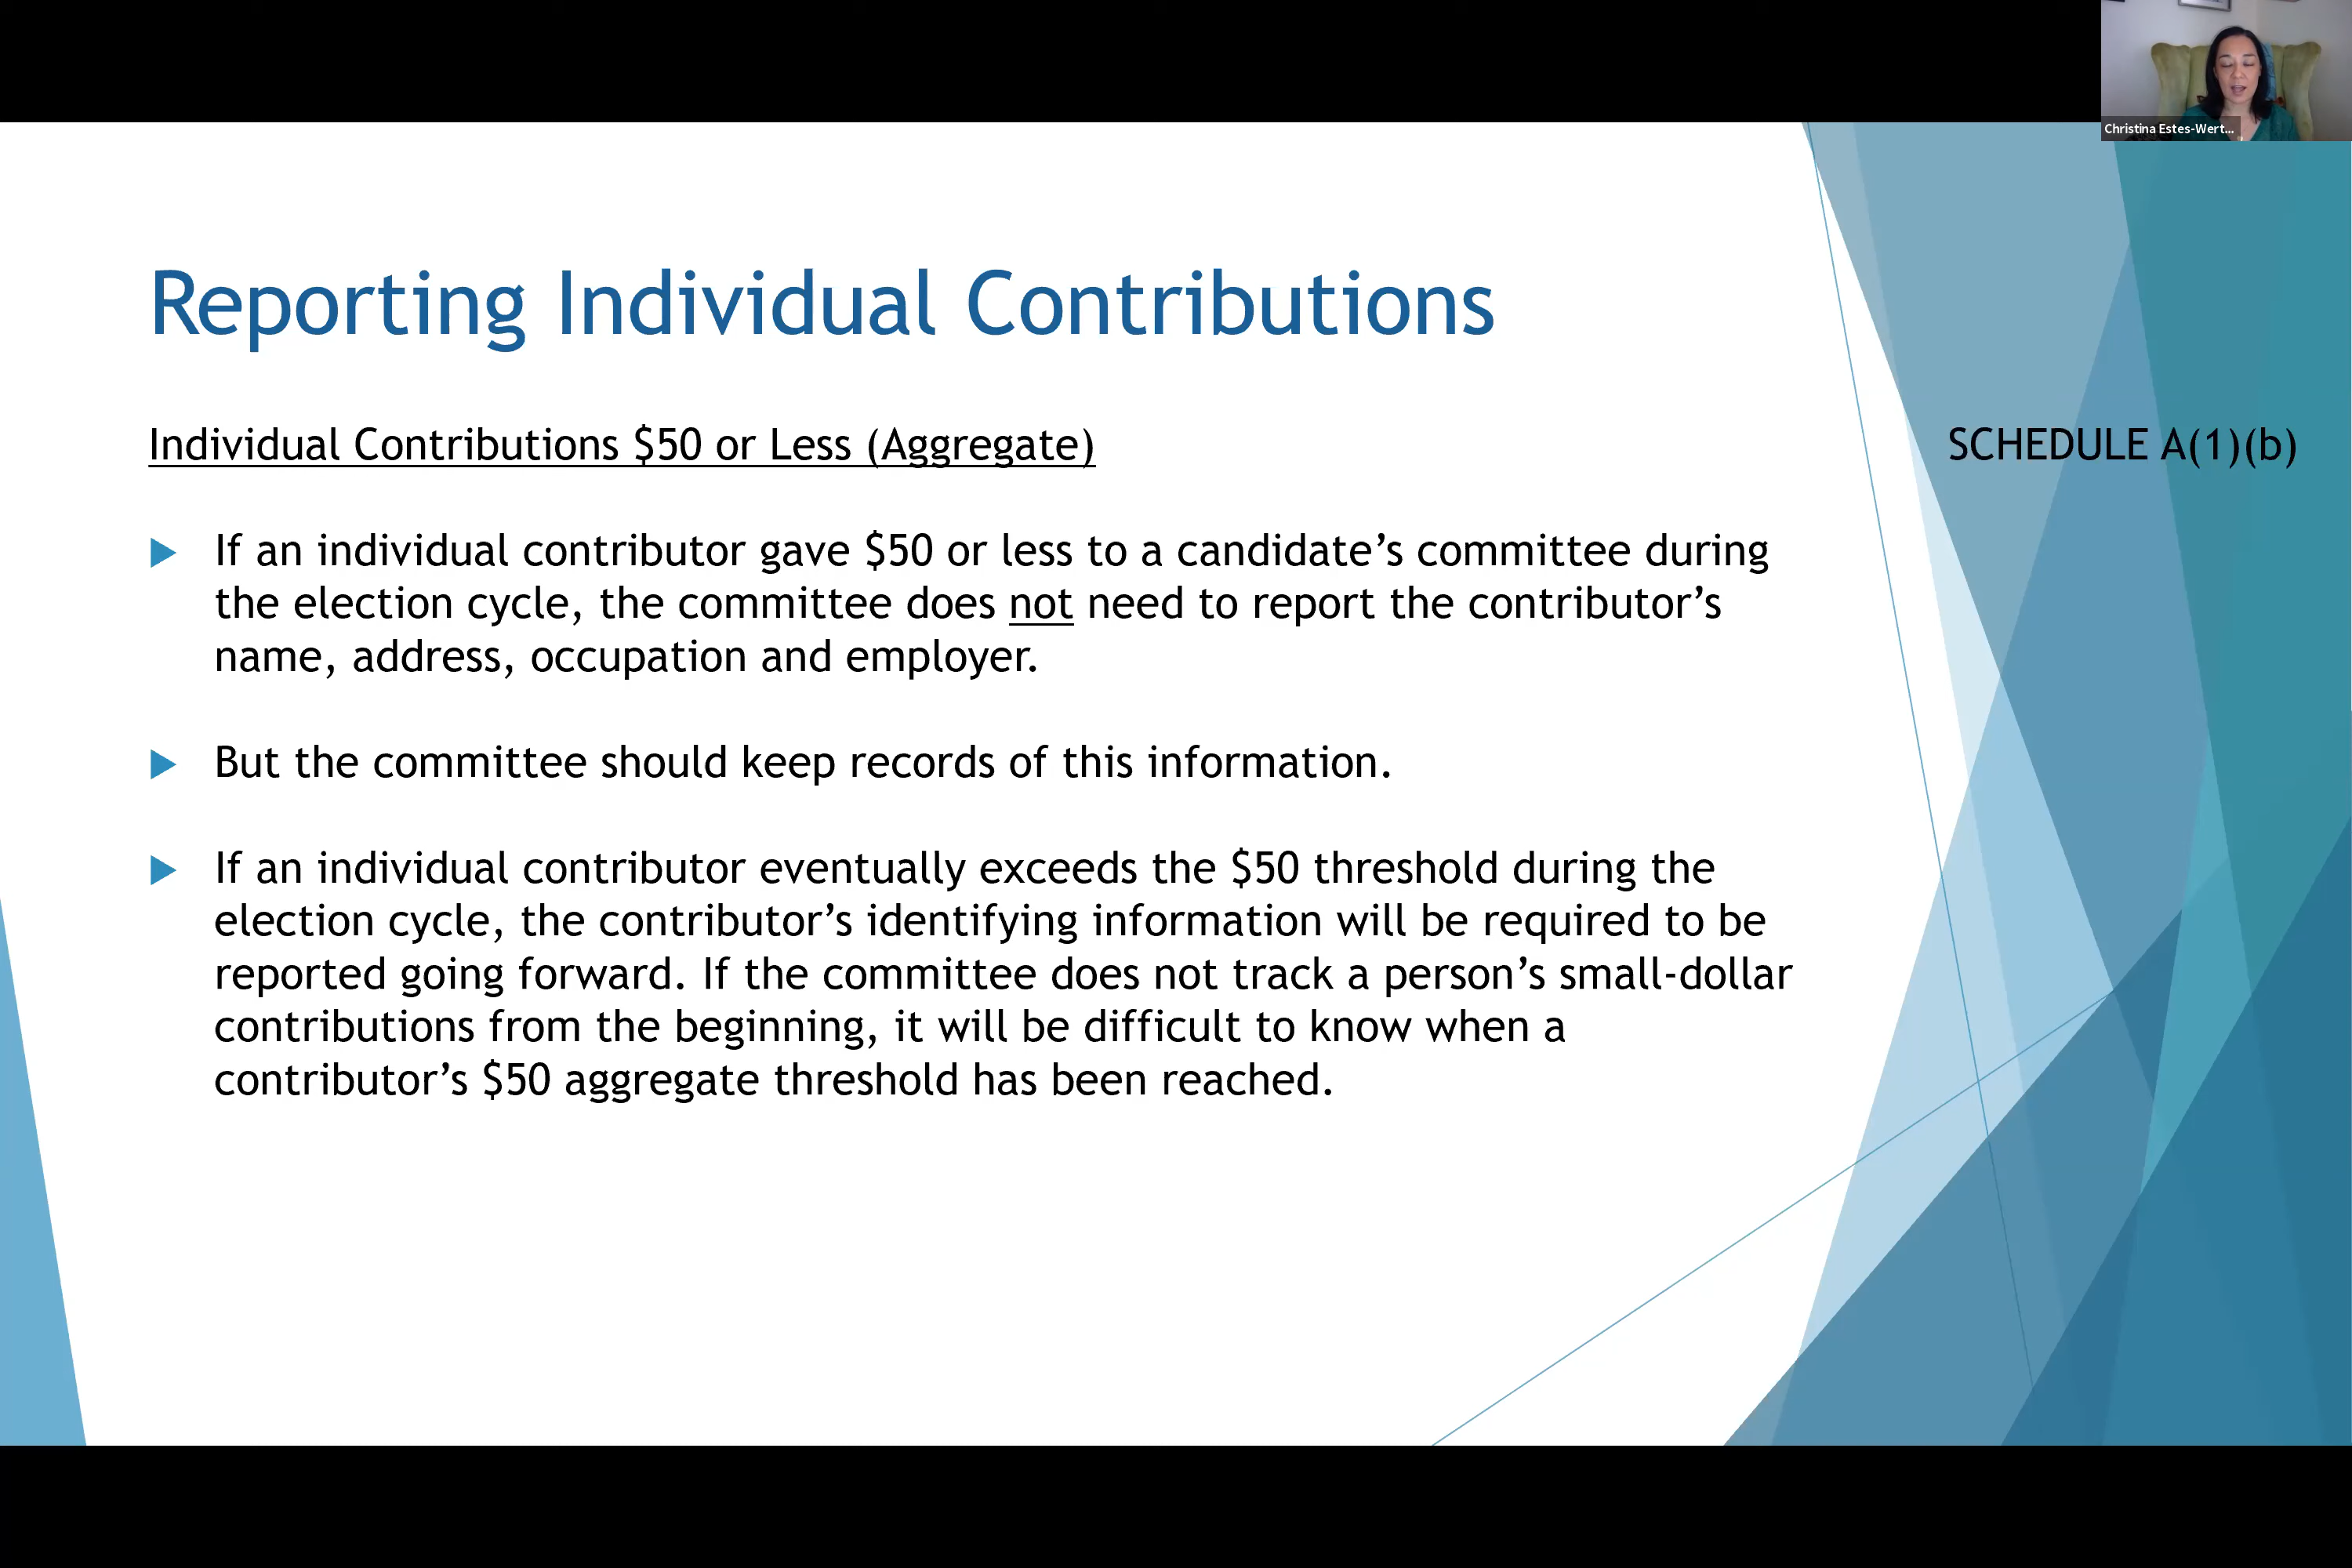 Christina Estes-Wert...
Reporting Individual Contributions
Individual Contributions $50 or Less (Aggregate)
SCHEDULE A(1)(b)
If an individual contributor gave $50 or less to a candidate’s committee during
the election cycle, the committee does not need to report the contributor’s
name, address, occupation and employer.
But the committee should keep records of this information.
If an individual contributor eventually exceeds the $50 threshold during the
election cycle, the contributor’s identifying information will be required to be
reported going forward. If the committee does not track a person’s small-dollar
contributions from the beginning, it will be difficult to know when a
contributor’s $50 aggregate threshold has been reached.